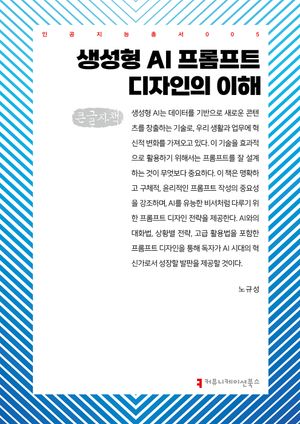 인공지능총서005
생성형 AI 프롬프트
디자인의 이해
큰글자책
생성형 AI는 데이터를 기반으로 새로운 콘텐
츠를 창출하는 기술로, 우리 생활과 업무에 혁
신적 변화를 가져오고 있다. 이 기술을 효과적
으로 활용하기 위해서는 프롬프트를 잘 설계
하는 것이 무엇보다 중요하다. 이 책은 명확하
고 구체적, 윤리적인 프롬프트 작성의 중요성
을 강조하며, AI를 유능한 비서처럼 다루기 위
한 프롬프트 디자인 전략을 제공한다. AI와의
대화법, 상황별 전략, 고급 활용법을 포함한
프롬프트 디자인을 통해 독자가 AI 시대의 혁
신가로서 성장할 발판을 제공할 것이다.
노규성
커뮤니케이션북스